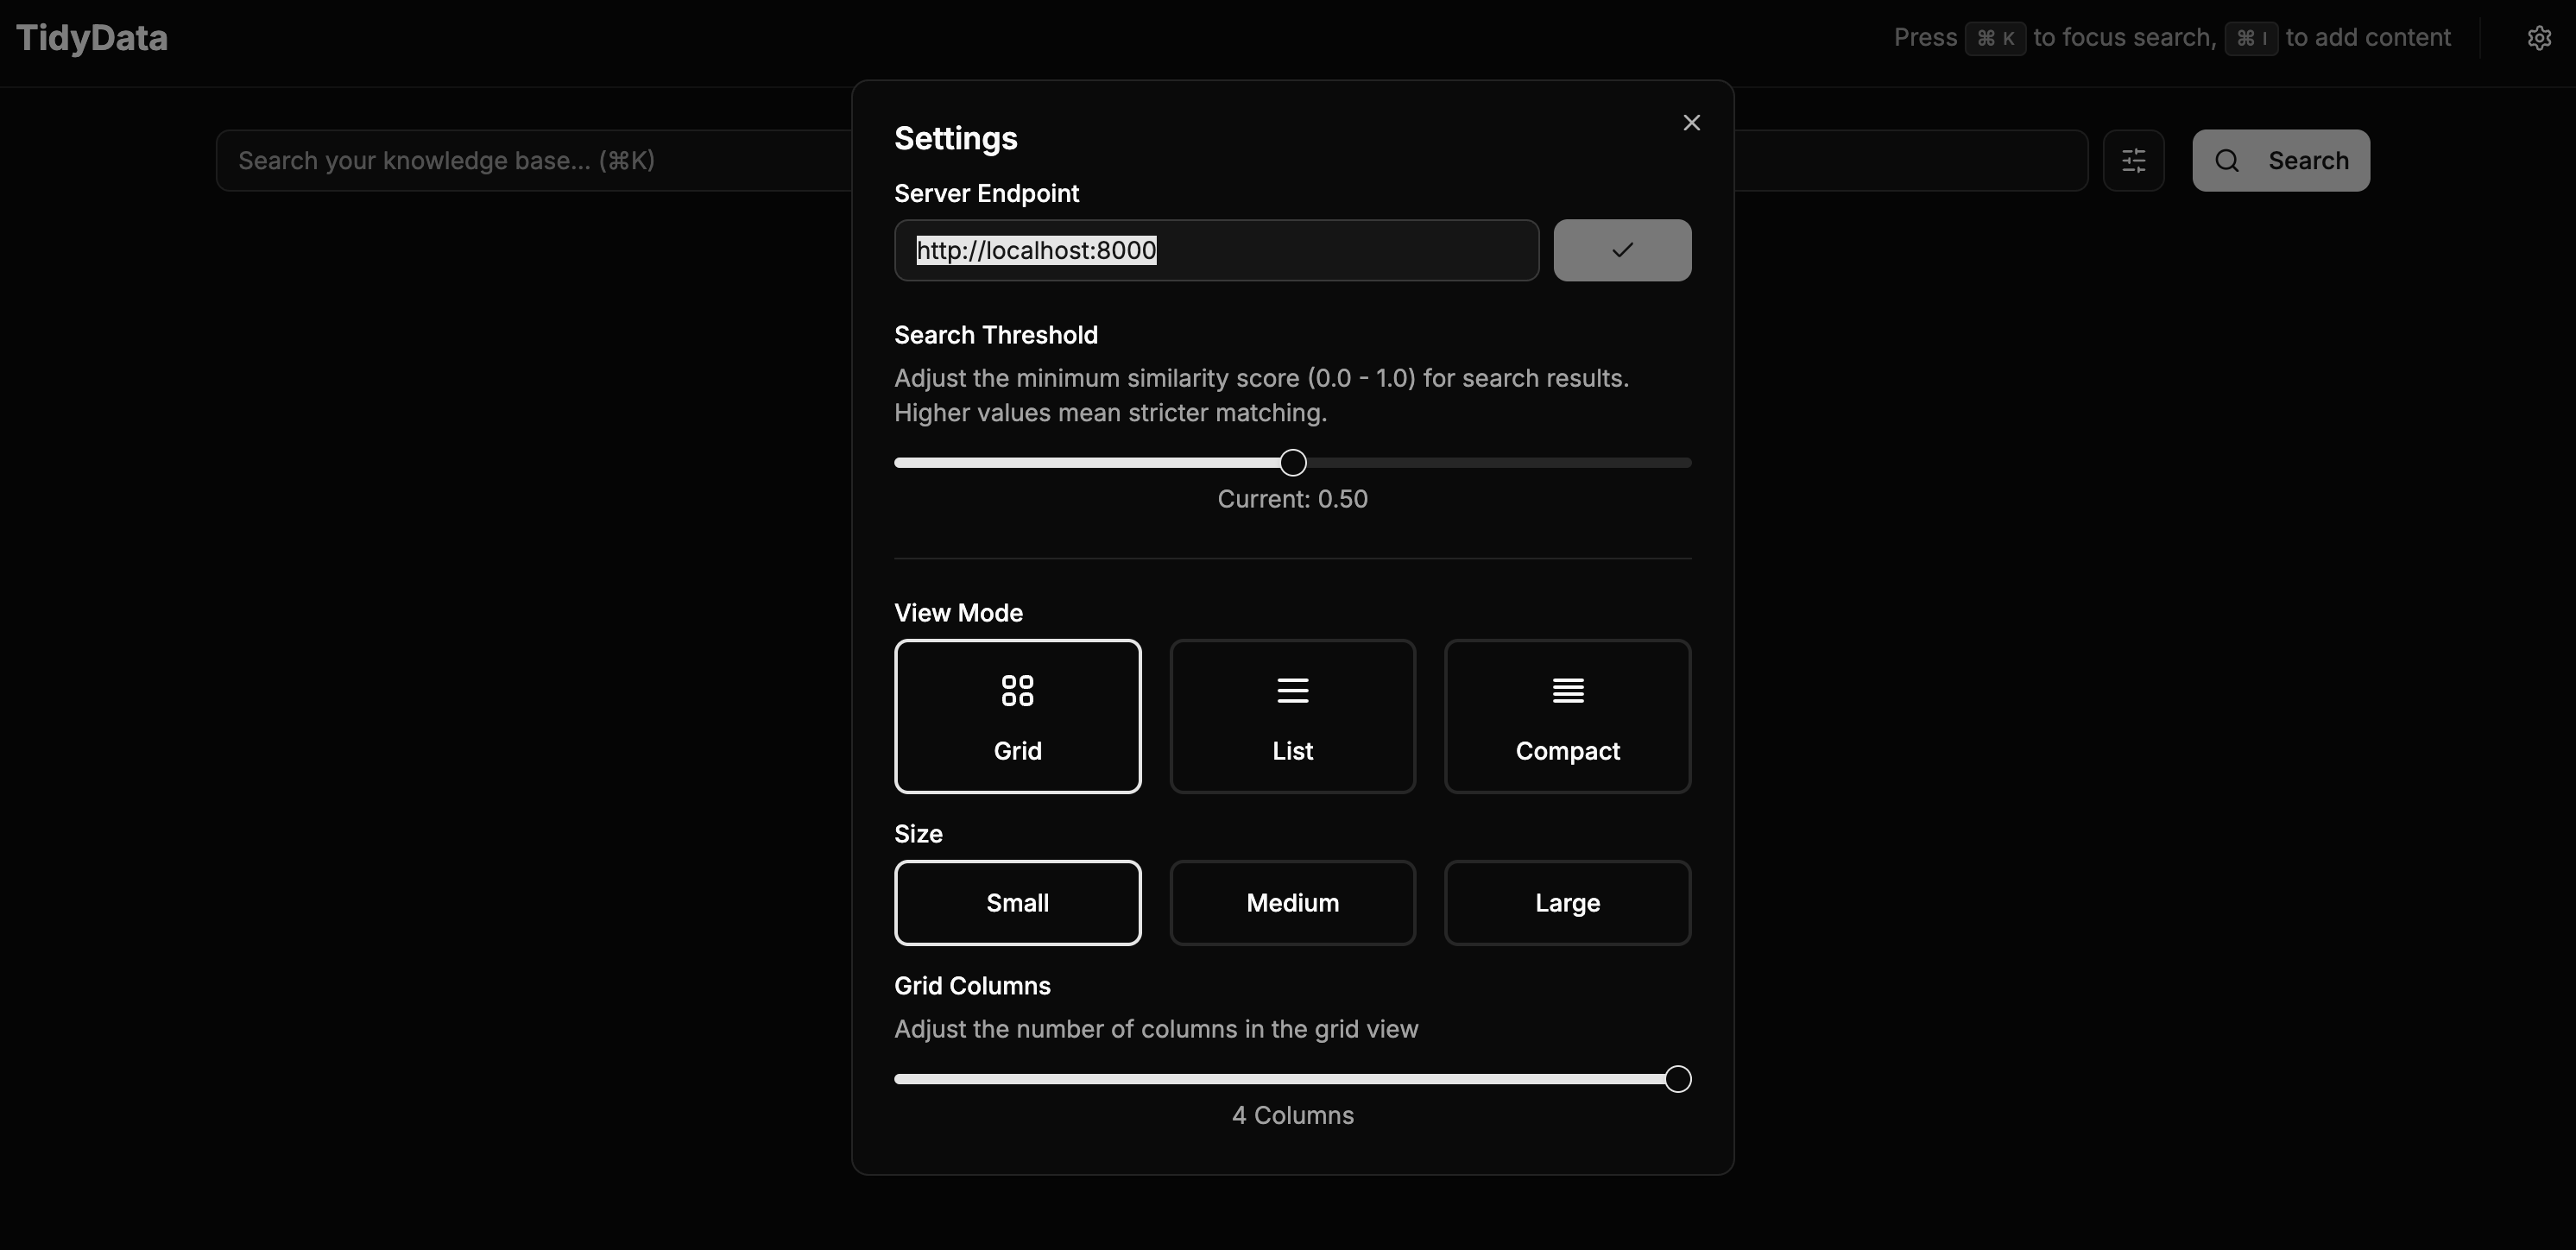 TidyData
Press ⌘ K to focus search, ⌘ I to add content
Search your knowledge base... (⌘K)
Search
Settings
Server Endpoint
http://localhost:8000
Search Threshold
Adjust the minimum similarity score (0.0 - 1.0) for search results.
Higher values mean stricter matching.
Current: 0.50
View Mode
Grid
List
Compact
Size
Small
Medium
Large
Grid Columns
Adjust the number of columns in the grid view
4 Columns